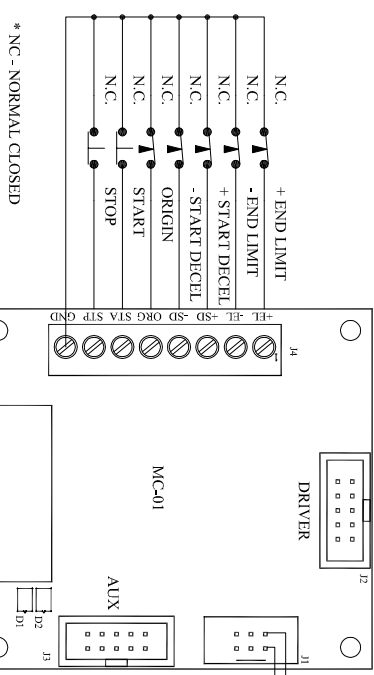 N.C. + END LIMIT
N.C. - END LIMIT
N.C. + START DECEL
N.C. - START DECEL
N.C. ORIGIN
N.C. START
N.C. STOP
* NC - NORMAL CLOSED
+EL
-EL
+SD
-SD
ORG
STA
STP
GND
J4
MC-01
DRIVER
J2
AUX
J3
J1
D2
D1